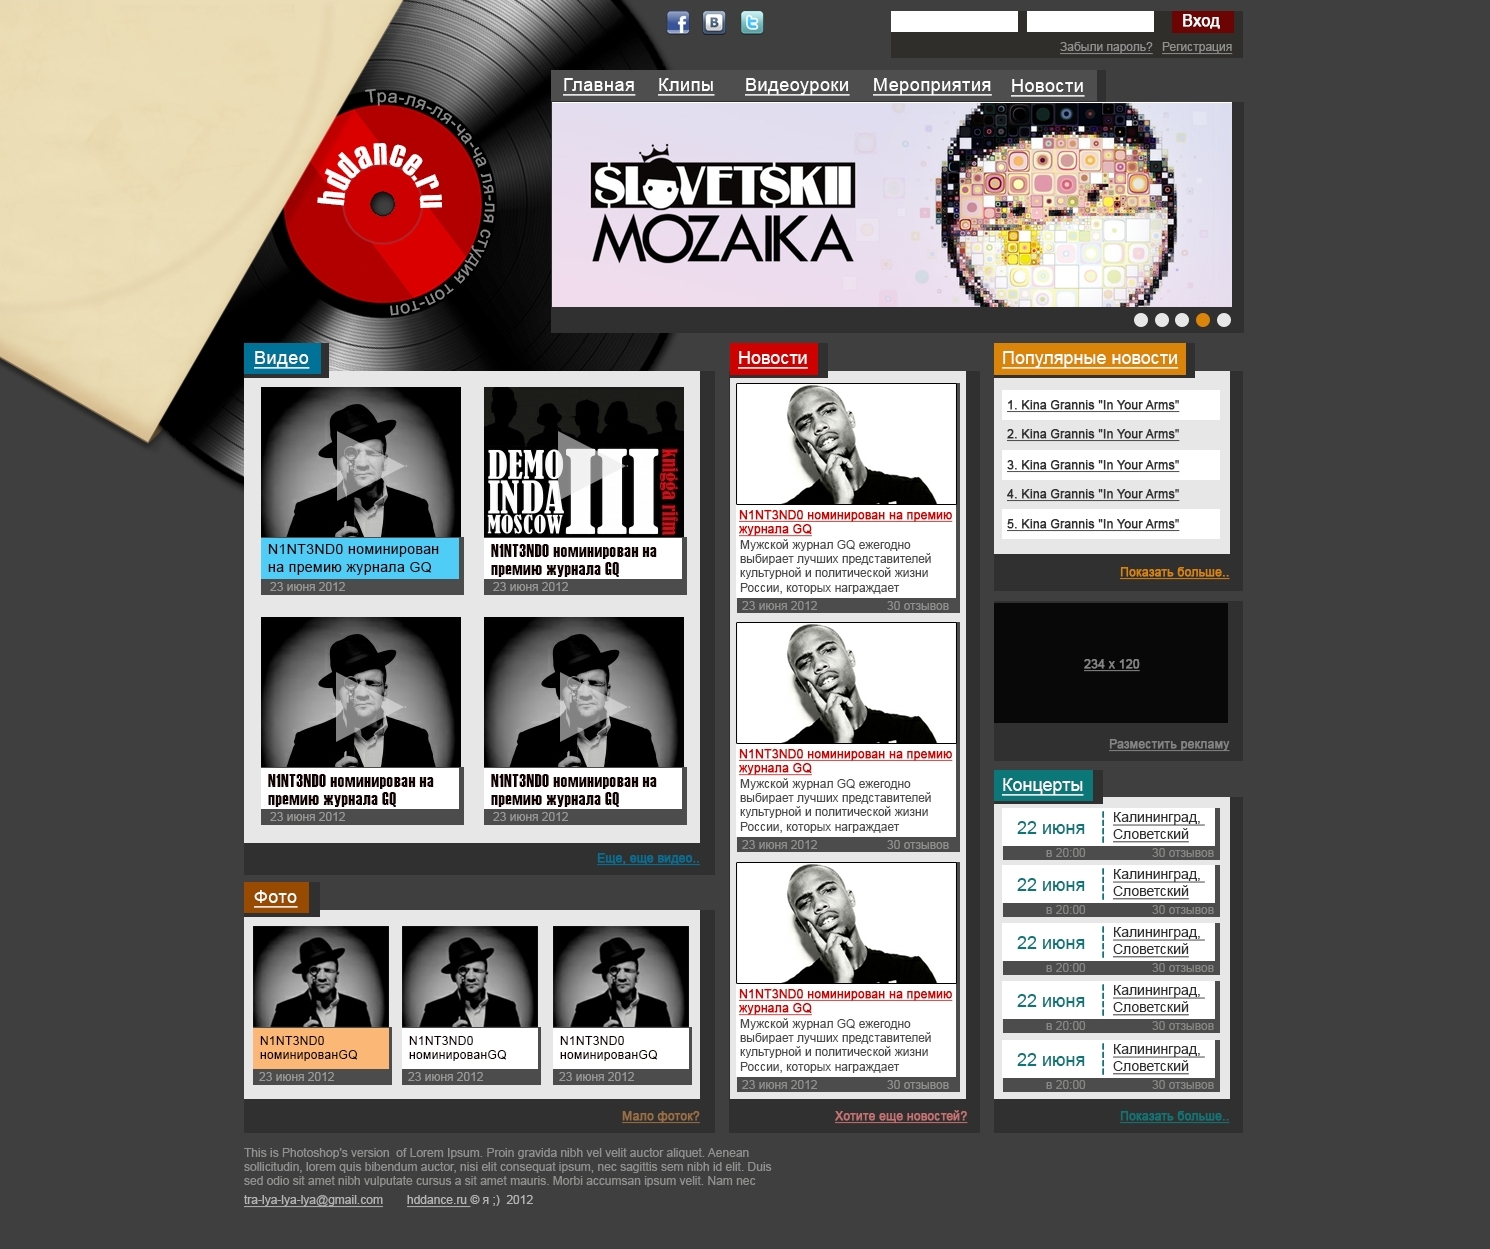 Вход
Забыли пароль? Регистрация
Главная Клипы Видеоуроки Мероприятия Новости
Тра-ля-ля-ча-ча ля-ля студия топ-топ
hddance.ru
SLOVETSKII
MOZAIKA
Видео
DEMO
INDA
MOSCOW
III
knigga rifm
N1NT3ND0 номинирован
на премию журнала GQ
23 июня 2012
N1NT3ND0 номинирован на
премию журнала GQ
23 июня 2012
N1NT3ND0 номинирован на
премию журнала GQ
23 июня 2012
N1NT3ND0 номинирован на
премию журнала GQ
23 июня 2012
Еще, еще видео..
Фото
N1NT3ND0
номинированGQ
23 июня 2012
N1NT3ND0
номинированGQ
23 июня 2012
N1NT3ND0
номинированGQ
23 июня 2012
Мало фоток?
Новости
N1NT3ND0 номинирован на премию
журнала GQ
Мужской журнал GQ ежегодно
выбирает лучших представителей
культурной и политической жизни
России, которых награждает
23 июня 2012 30 отзывов
N1NT3ND0 номинирован на премию
журнала GQ
Мужской журнал GQ ежегодно
выбирает лучших представителей
культурной и политической жизни
России, которых награждает
23 июня 2012 30 отзывов
N1NT3ND0 номинирован на премию
журнала GQ
Мужской журнал GQ ежегодно
выбирает лучших представителей
культурной и политической жизни
России, которых награждает
23 июня 2012 30 отзывов
Хотите еще новостей?
Популярные новости
1. Kina Grannis "In Your Arms"
2. Kina Grannis "In Your Arms"
3. Kina Grannis "In Your Arms"
4. Kina Grannis "In Your Arms"
5. Kina Grannis "In Your Arms"
Показать больше..
234 x 120
Разместить рекламу
Концерты
22 июня
Калининград,
Словетский
в 20:00 30 отзывов
22 июня
Калининград,
Словетский
в 20:00 30 отзывов
22 июня
Калининград,
Словетский
в 20:00 30 отзывов
22 июня
Калининград,
Словетский
в 20:00 30 отзывов
22 июня
Калининград,
Словетский
в 20:00 30 отзывов
Показать больше..
This is Photoshop's version of Lorem Ipsum. Proin gravida nibh vel velit auctor aliquet. Aenean
sollicitudin, lorem quis bibendum auctor, nisi elit consequat ipsum, nec sagittis sem nibh id elit. Duis
sed odio sit amet nibh vulputate cursus a sit amet mauris. Morbi accumsan ipsum velit. Nam nec
tra-lya-lya-lya@gmail.com hddance.ru © я ;) 2012